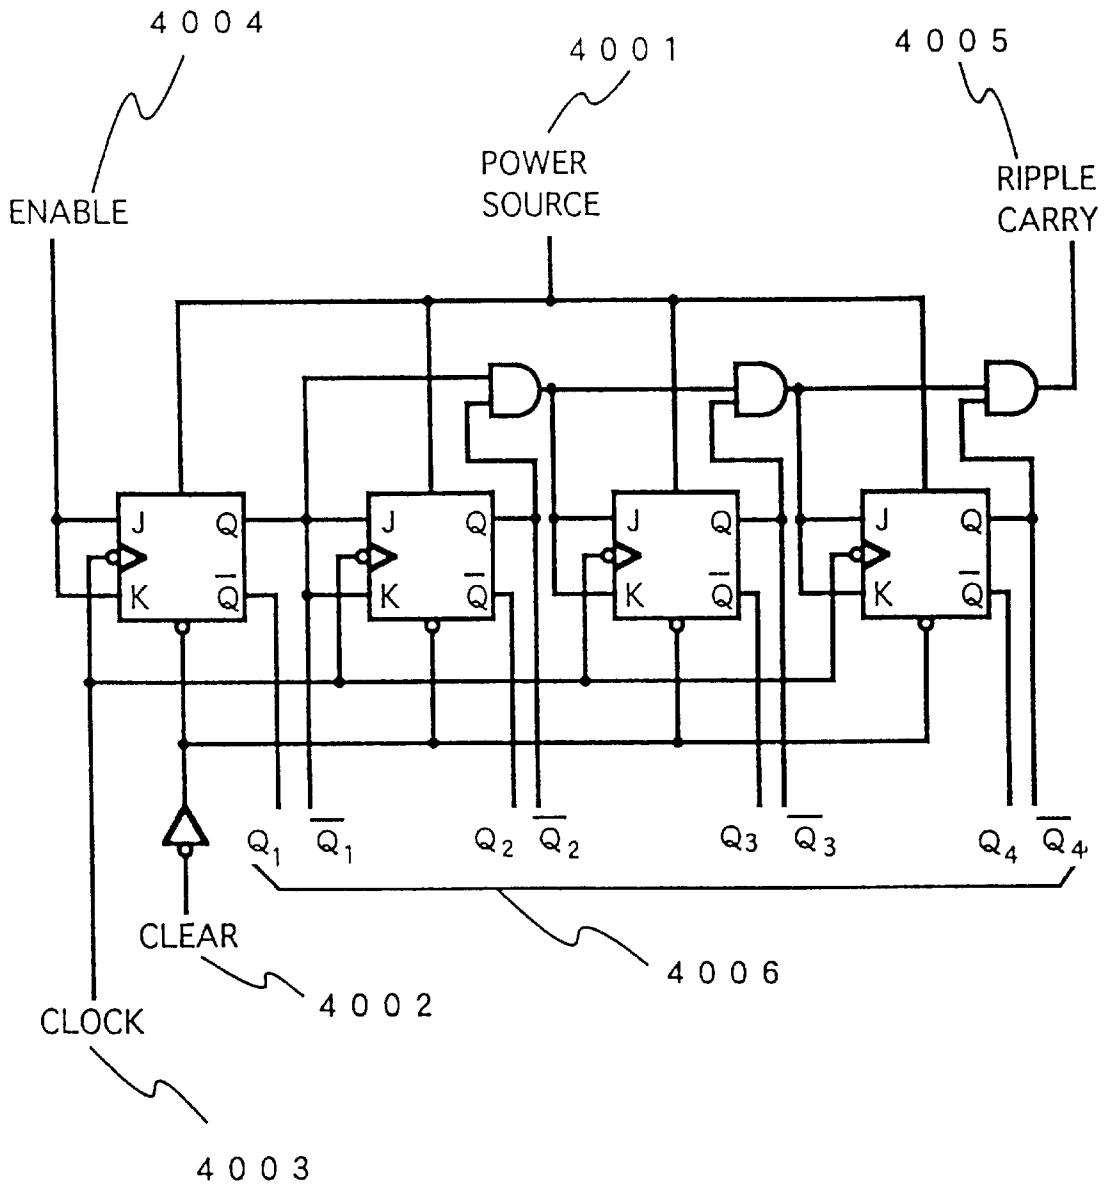 4004
4001
4005
POWER
SOURCE
RIPPLE
CARRY
ENABLE
J Q J Q J Q J Q
K Q̅ K Q̅ K Q̅ K Q̅
Q₁ Q̅₁ Q₂ Q̅₂ Q₃ Q̅₃ Q₄ Q̅₄
CLEAR
4006
4002
CLOCK
4003